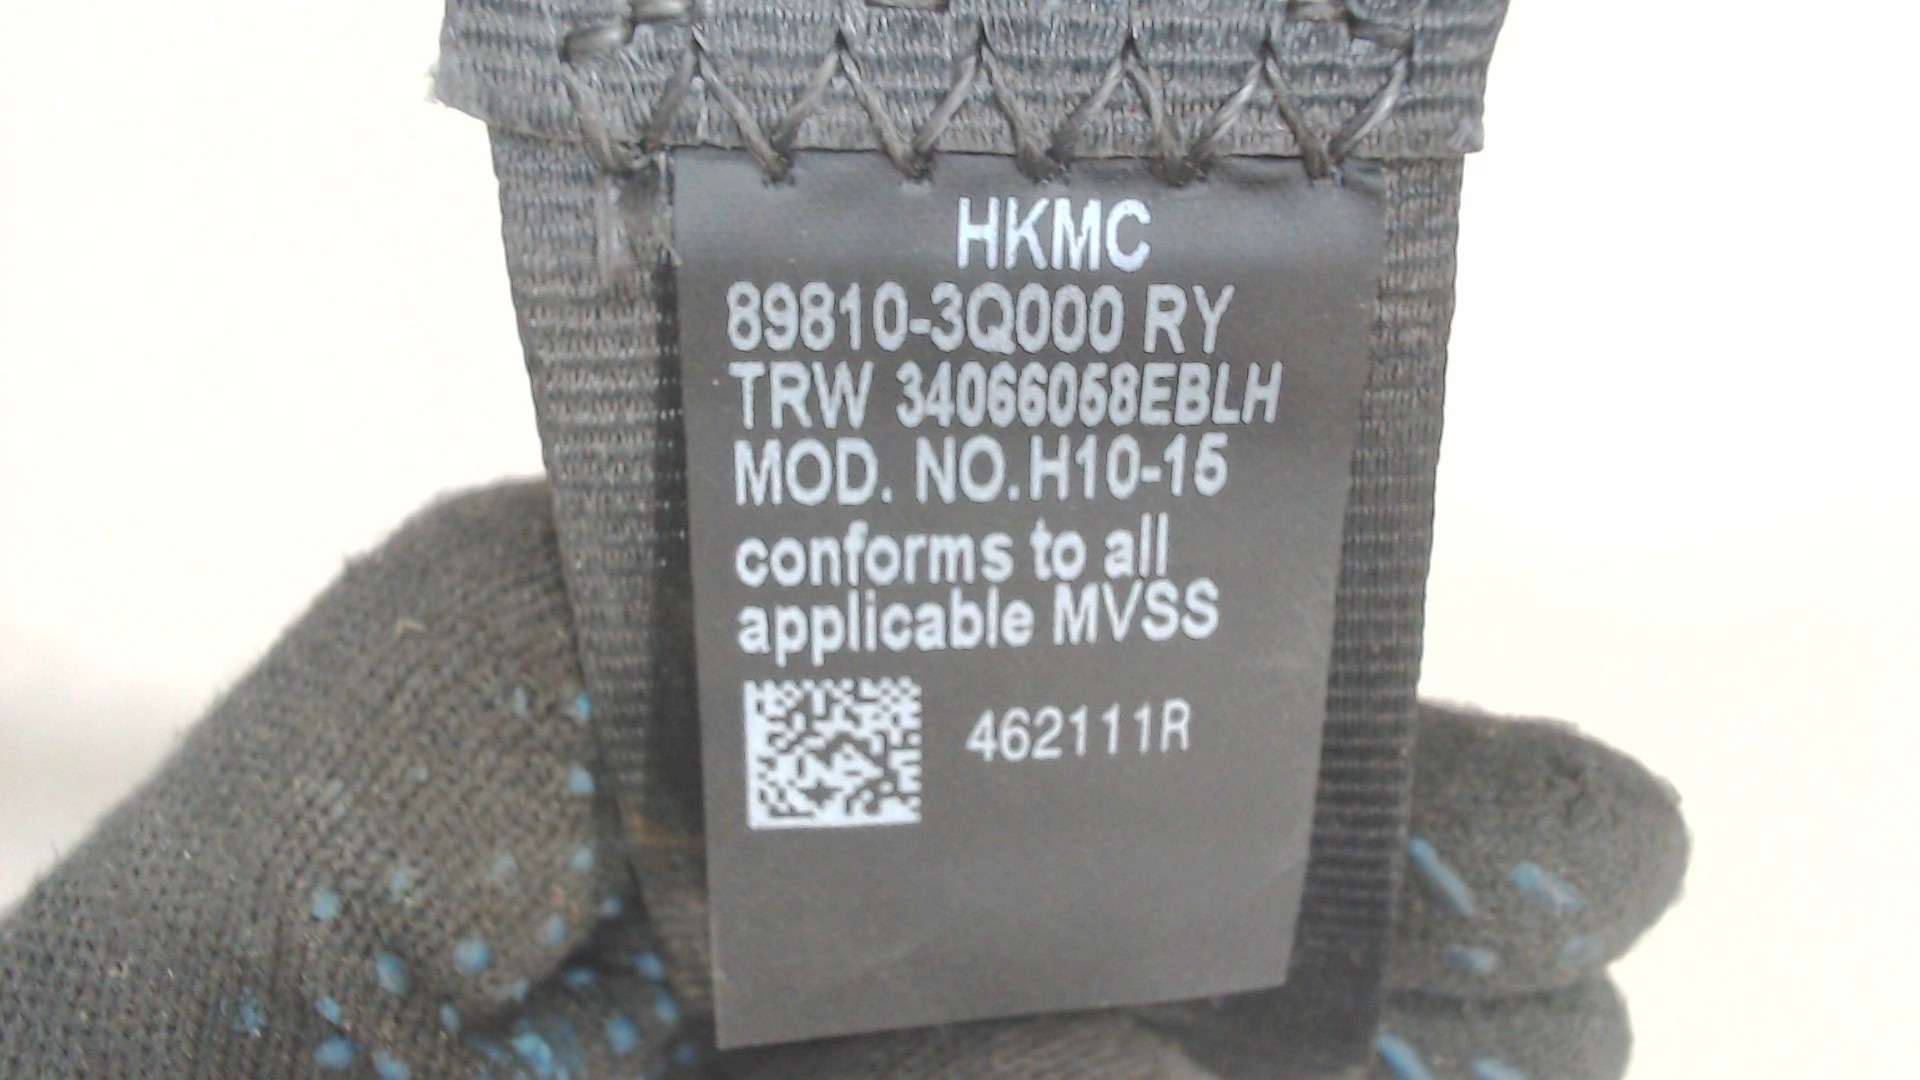 HKMC
89810-3Q000 RY
TRW 34066058EBLH
MOD. NO.H10-15
conforms to all
applicable MVSS
462111R